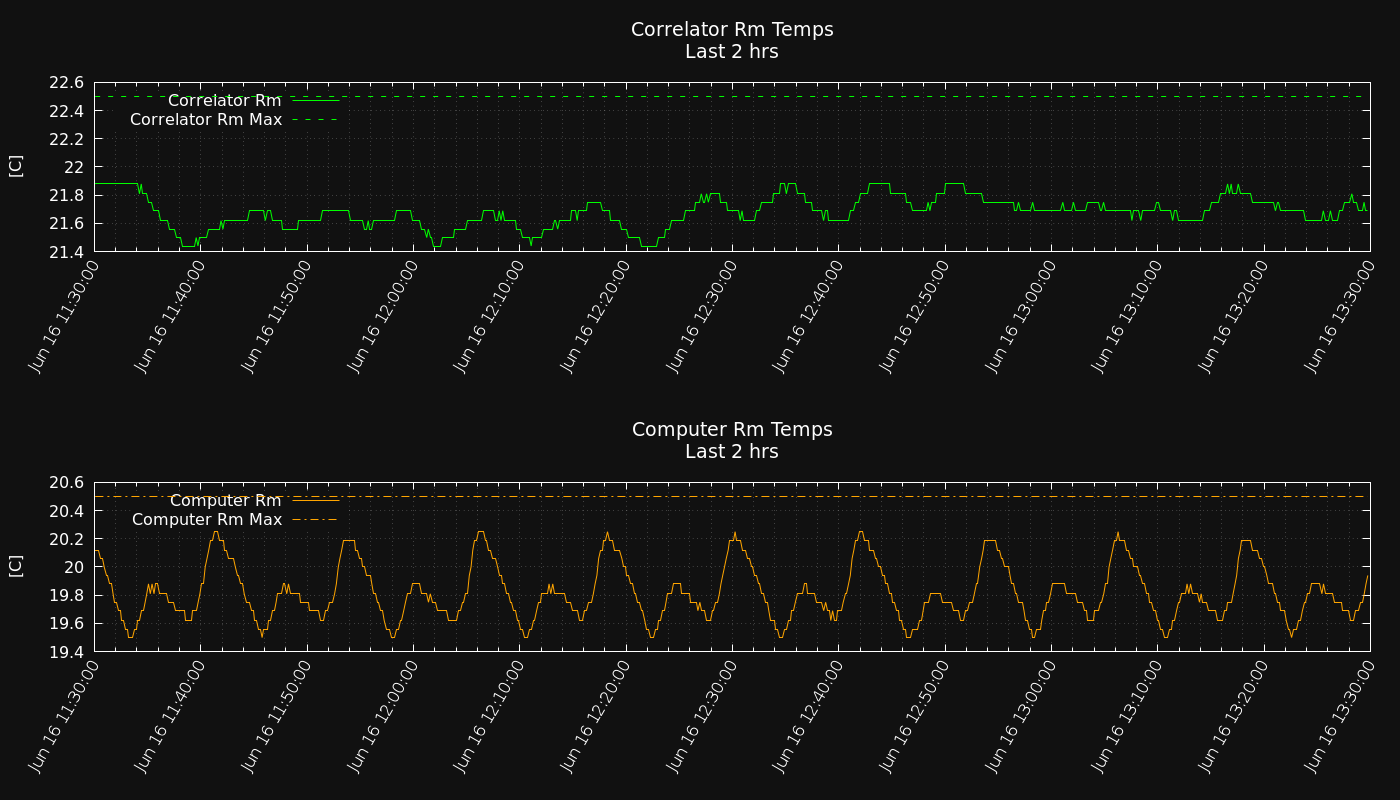 Correlator Rm Temps
Last 2 hrs
22.6
22.4
22.2
22
21.8
21.6
21.4
[C]
Correlator Rm
Correlator Rm Max
Jun 16 11:30:00
Jun 16 11:40:00
Jun 16 11:50:00
Jun 16 12:00:00
Jun 16 12:10:00
Jun 16 12:20:00
Jun 16 12:30:00
Jun 16 12:40:00
Jun 16 12:50:00
Jun 16 13:00:00
Jun 16 13:10:00
Jun 16 13:20:00
Jun 16 13:30:00
Computer Rm Temps
Last 2 hrs
20.6
20.4
20.2
20
19.8
19.6
19.4
[C]
Computer Rm
Computer Rm Max
Jun 16 11:30:00
Jun 16 11:40:00
Jun 16 11:50:00
Jun 16 12:00:00
Jun 16 12:10:00
Jun 16 12:20:00
Jun 16 12:30:00
Jun 16 12:40:00
Jun 16 12:50:00
Jun 16 13:00:00
Jun 16 13:10:00
Jun 16 13:20:00
Jun 16 13:30:00